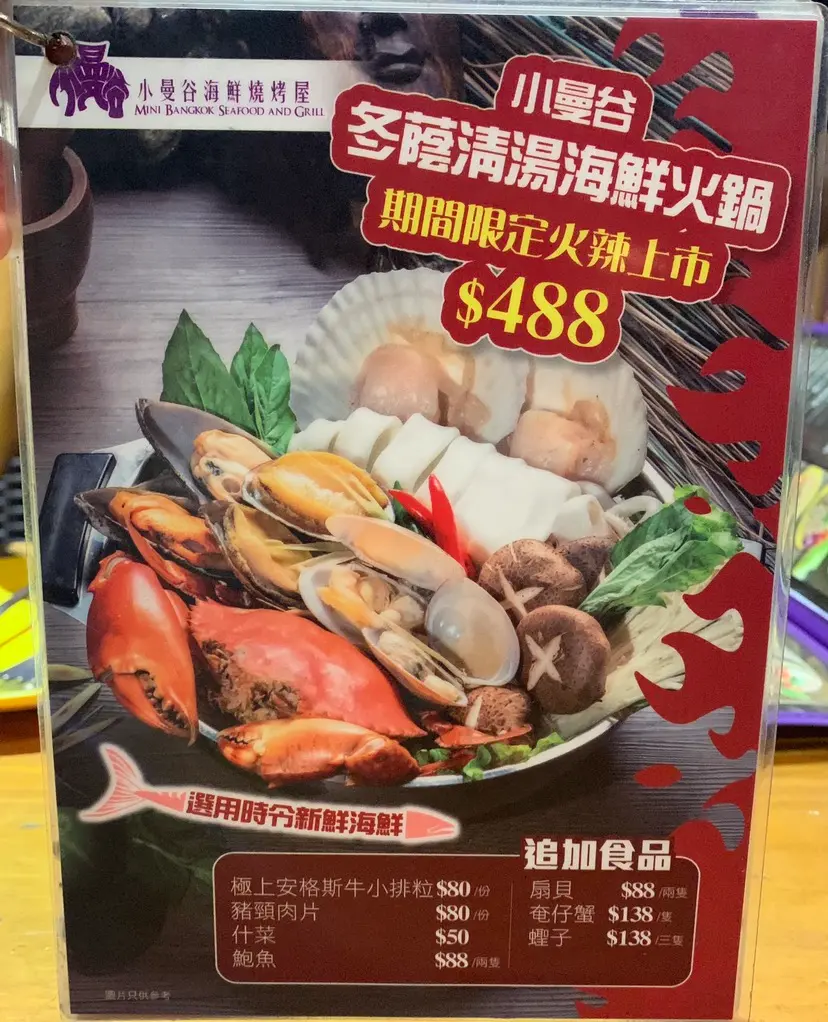 小曼谷海鮮燒烤屋
MINI BANGKOK SEAFOOD AND GRILL
小曼谷
冬蔭清湯海鮮火鍋
期間限定火辣上市
$488
選用時令新鮮海鮮
追加食品
極上安格斯牛小排粒 $80 /份
豬頸肉片 $80 /份
什菜 $50
鮑魚 $88 /兩隻
扇貝 $88 /兩隻
奄仔蟹 $138 /隻
蟶子 $138 /三隻
圖片只供參考